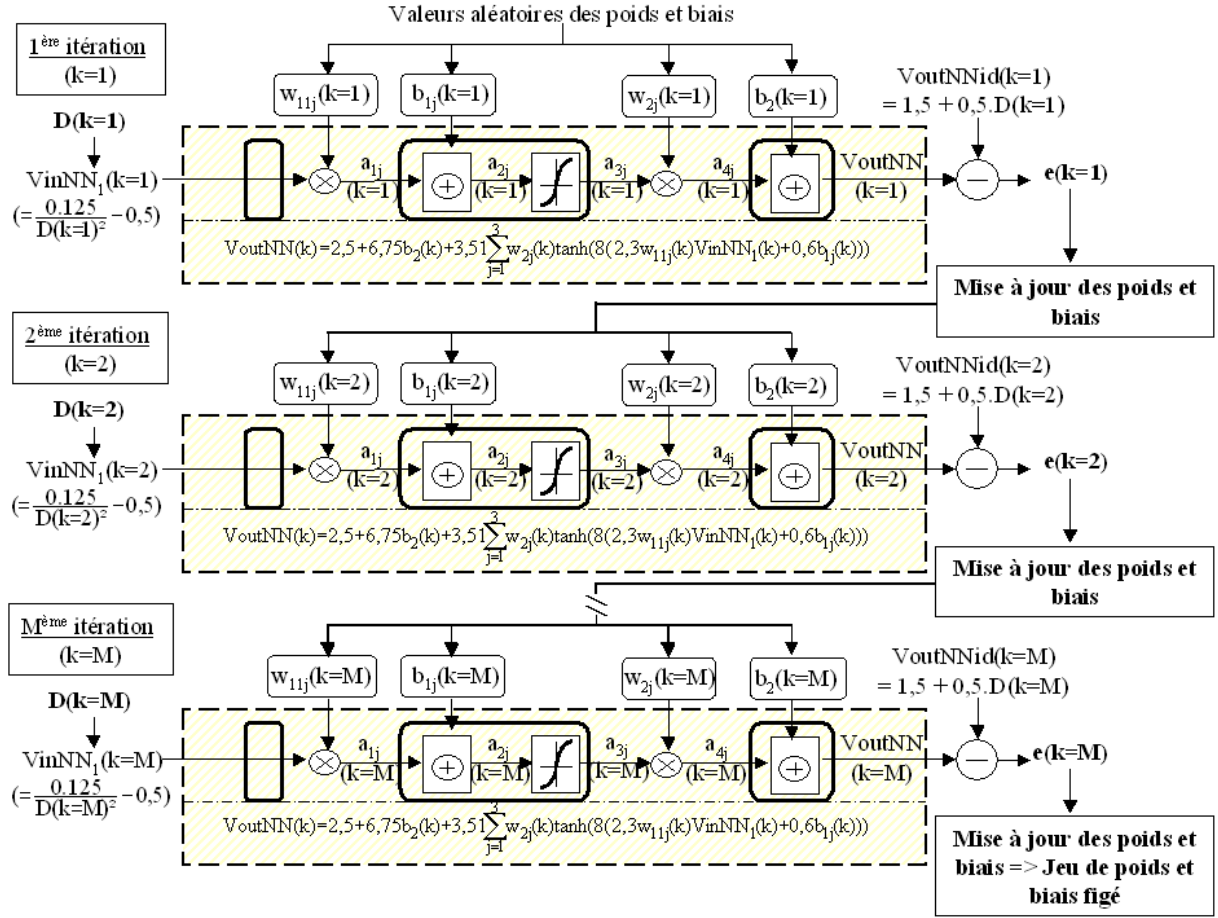 Valeurs aléatoires des poids et biais
1ère itération
(k=1)
w11j(k=1)
b1j(k=1)
w2j(k=1)
b2(k=1)
VoutNNid(k=1)
= 1,5 + 0,5.D(k=1)
D(k=1)
VinNN1(k=1)
(=0.125/D(k=1)² −0,5)
×
a1j
(k=1)
+
a2j
(k=1)
a3j
(k=1)
×
a4j
(k=1)
+
VoutNN
(k=1)
−
e(k=1)
VoutNN(k)=2,5+6,75b2(k)+3,51∑j=1 3 w2j(k)tanh(8(2,3w11j(k)VinNN1(k)+0,6b1j(k)))
Mise à jour des poids et
biais
2ème itération
(k=2)
w11j(k=2)
b1j(k=2)
w2j(k=2)
b2(k=2)
VoutNNid(k=2)
= 1,5 + 0,5.D(k=2)
D(k=2)
VinNN1(k=2)
(=0.125/D(k=2)² −0,5)
×
a1j
(k=2)
+
a2j
(k=2)
a3j
(k=2)
×
a4j
(k=2)
+
VoutNN
(k=2)
−
e(k=2)
VoutNN(k)=2,5+6,75b2(k)+3,51∑j=1 3 w2j(k)tanh(8(2,3w11j(k)VinNN1(k)+0,6b1j(k)))
Mise à jour des poids et
biais
Mème itération
(k=M)
w11j(k=M)
b1j(k=M)
w2j(k=M)
b2(k=M)
VoutNNid(k=M)
= 1,5 + 0,5.D(k=M)
D(k=M)
VinNN1(k=M)
(=0.125/D(k=M)² −0,5)
×
a1j
(k=M)
+
a2j
(k=M)
a3j
(k=M)
×
a4j
(k=M)
+
VoutNN
(k=M)
−
e(k=M)
VoutNN(k)=2,5+6,75b2(k)+3,51∑j=1 3 w2j(k)tanh(8(2,3w11j(k)VinNN1(k)+0,6b1j(k)))
Mise à jour des poids et
biais => Jeu de poids et
biais figé